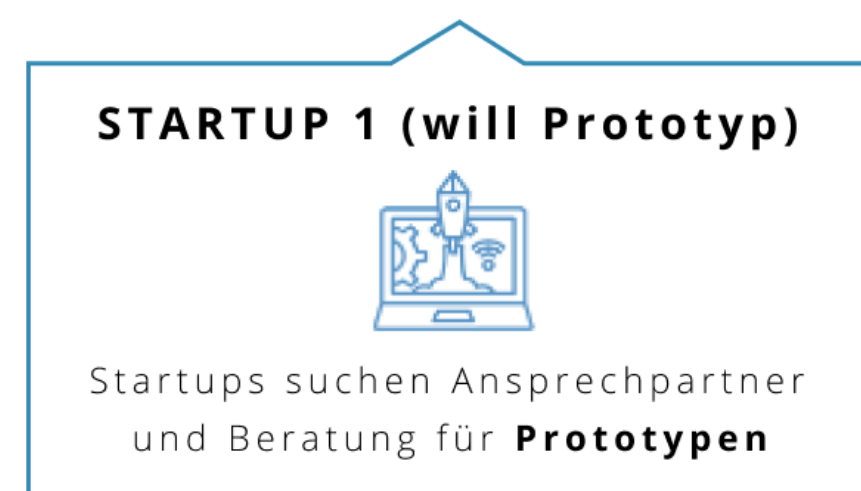 STARTUP 1 (will Prototyp)
Startups suchen Ansprechpartner
und Beratung für Prototypen